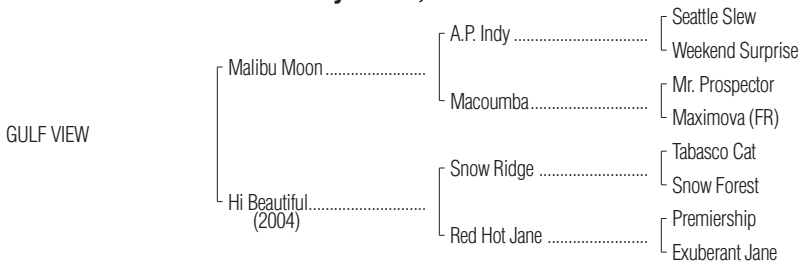 Seattle Slew
A.P. Indy ..................................
Weekend Surprise
Malibu Moon .........................
Mr. Prospector
Macoumba.............................
Maximova (FR)
GULF VIEW
Tabasco Cat
Snow Ridge ...........................
Snow Forest
Hi Beautiful.............................
(2004)
Premiership
Red Hot Jane .........................
Exuberant Jane